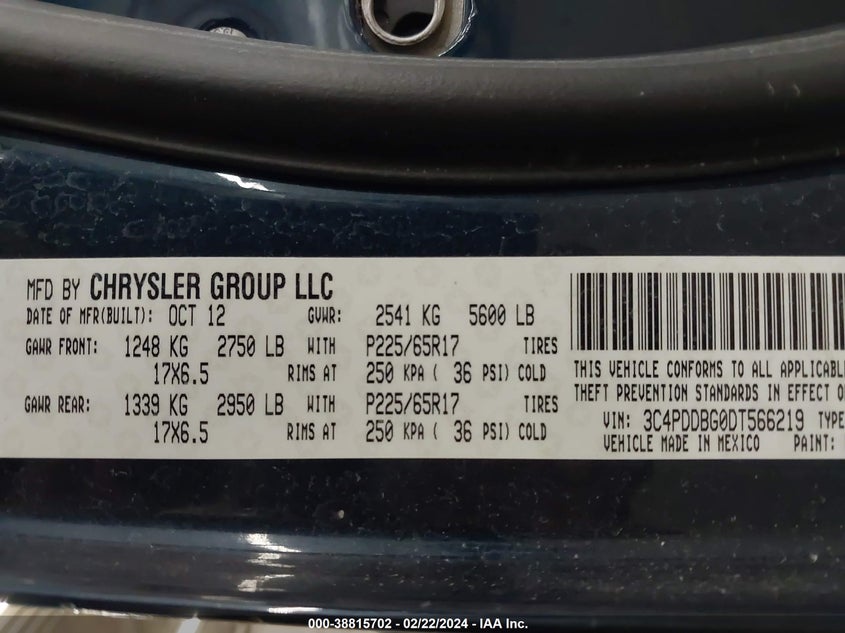 MFD BY CHRYSLER GROUP LLC
DATE OF MFR(BUILT): OCT 12 GVWR: 2541 KG 5600 LB
GAWR FRONT: 1248 KG 2750 LB WITH P225/65R17 TIRES
17X6.5 RIMS AT 250 KPA ( 36 PSI) COLD
GAWR REAR: 1339 KG 2950 LB WITH P225/65R17 TIRES
17X6.5 RIMS AT 250 KPA ( 36 PSI) COLD
THIS VEHICLE CONFORMS TO ALL APPLICABLE
THEFT PREVENTION STANDARDS IN EFFECT
VIN: 3C4PDDBG0DT566219 TYPE
VEHICLE MADE IN MEXICO PAINT:
000-38815702 - 02/22/2024 - IAA Inc.